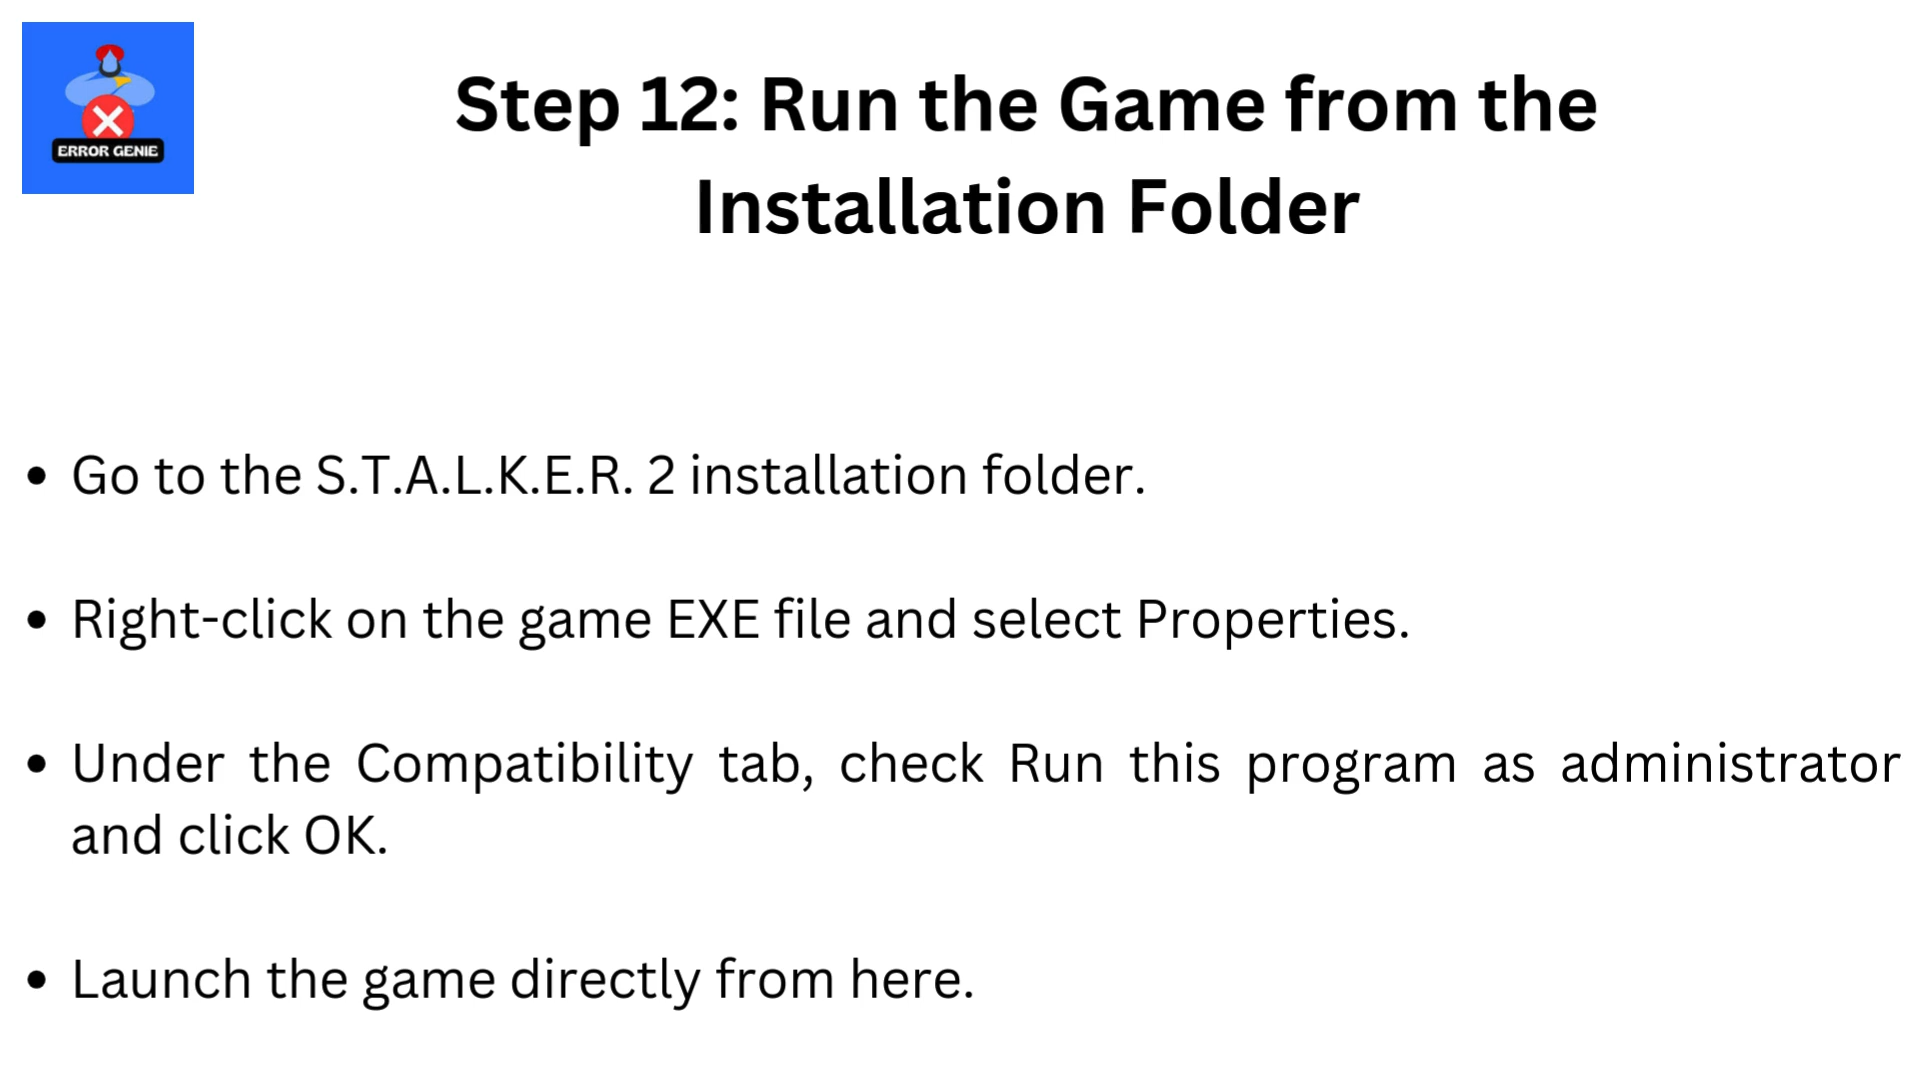 ERROR GENIE
Step 12: Run the Game from the
Installation Folder
• Go to the S.T.A.L.K.E.R. 2 installation folder.
• Right-click on the game EXE file and select Properties.
• Under the Compatibility tab, check Run this program as administrator
and click OK.
• Launch the game directly from here.